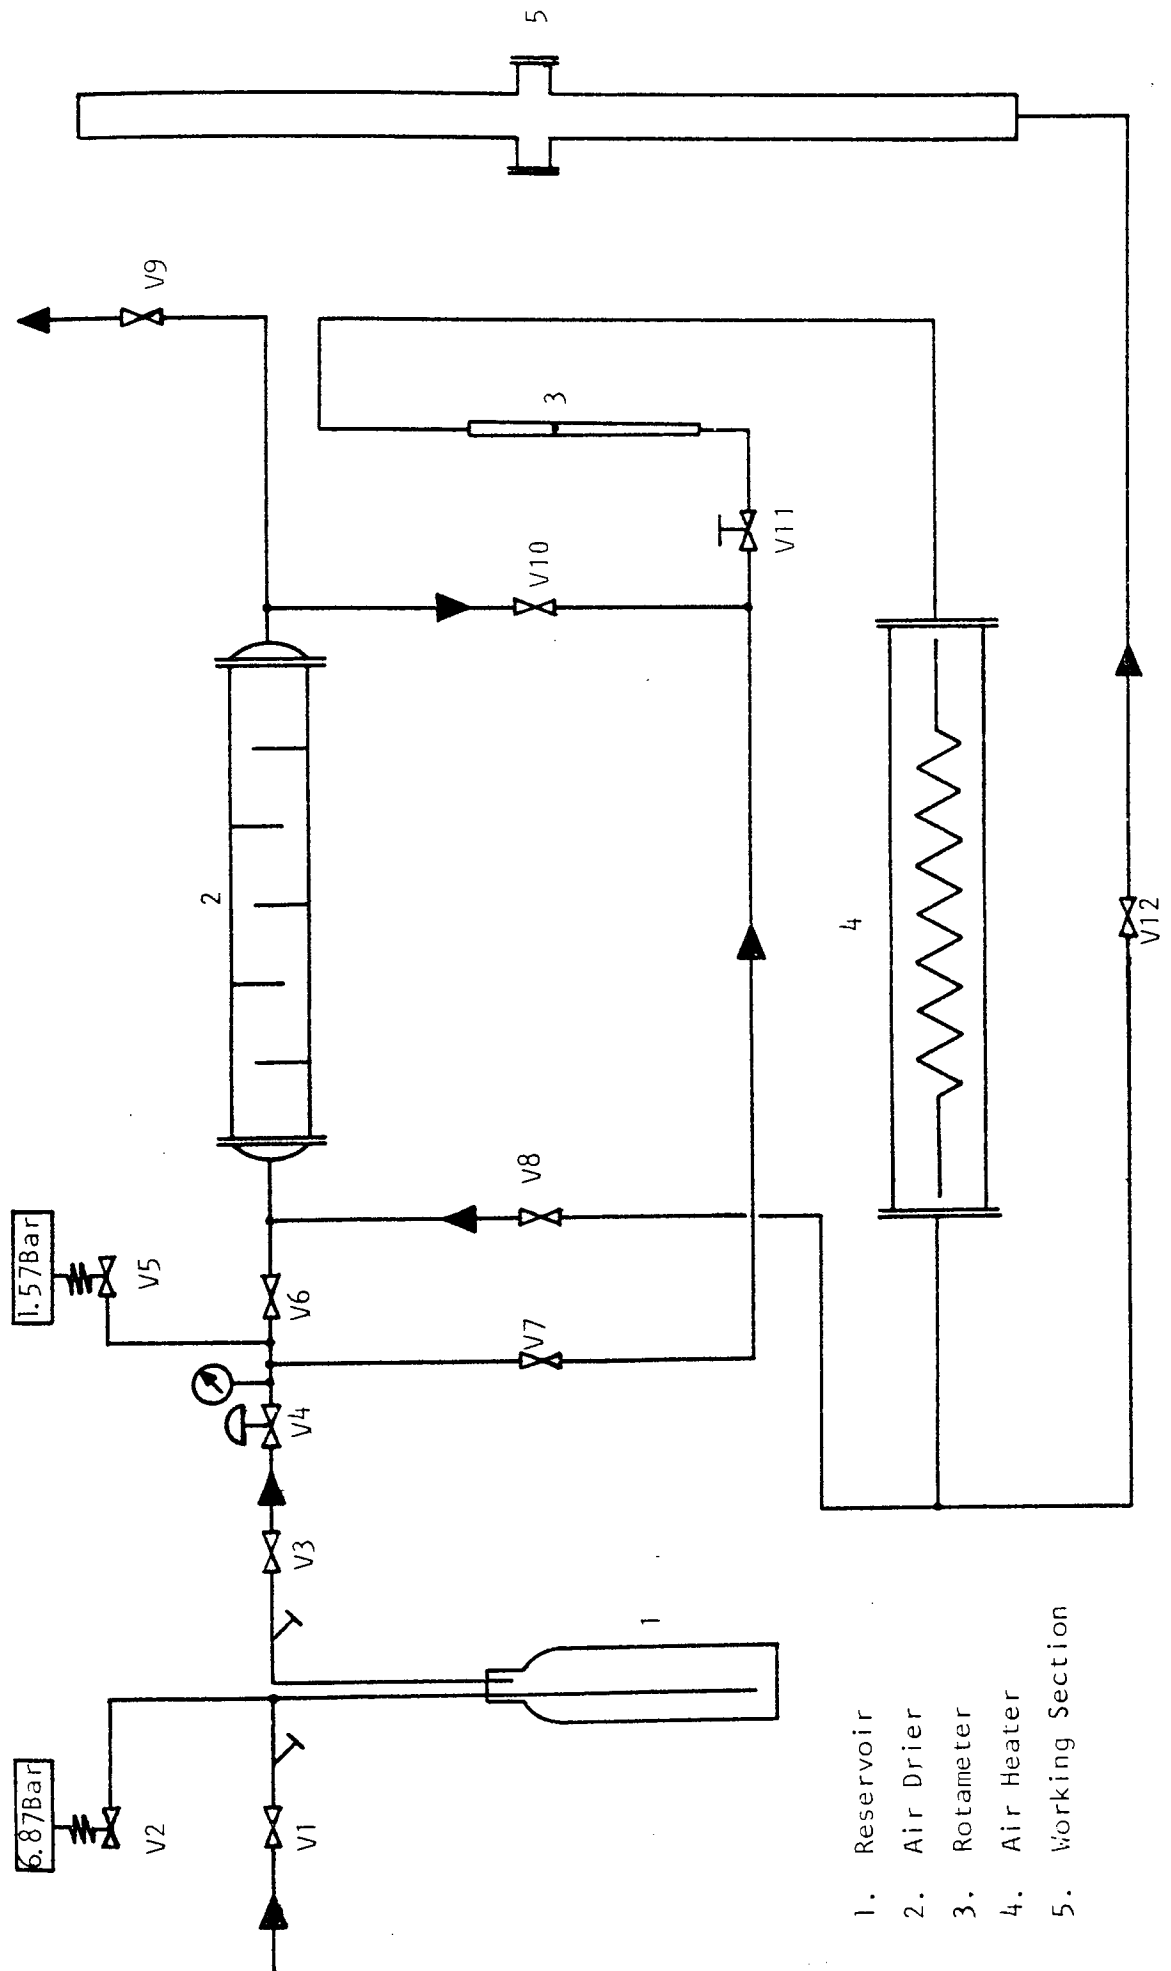 6.87Bar
V2
V1
1
V3
V4
1.57Bar
V5
V6
V7
V8
2
V9
V10
V11
3
4
V12
5
1. Reservoir
2. Air Drier
3. Rotameter
4. Air Heater
5. Working Section